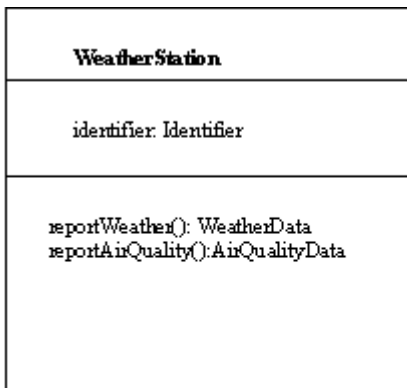 WeatherStation
identifier: Identifier
reportWeather(): WeatherData
reportAirQuality():AirQualityData